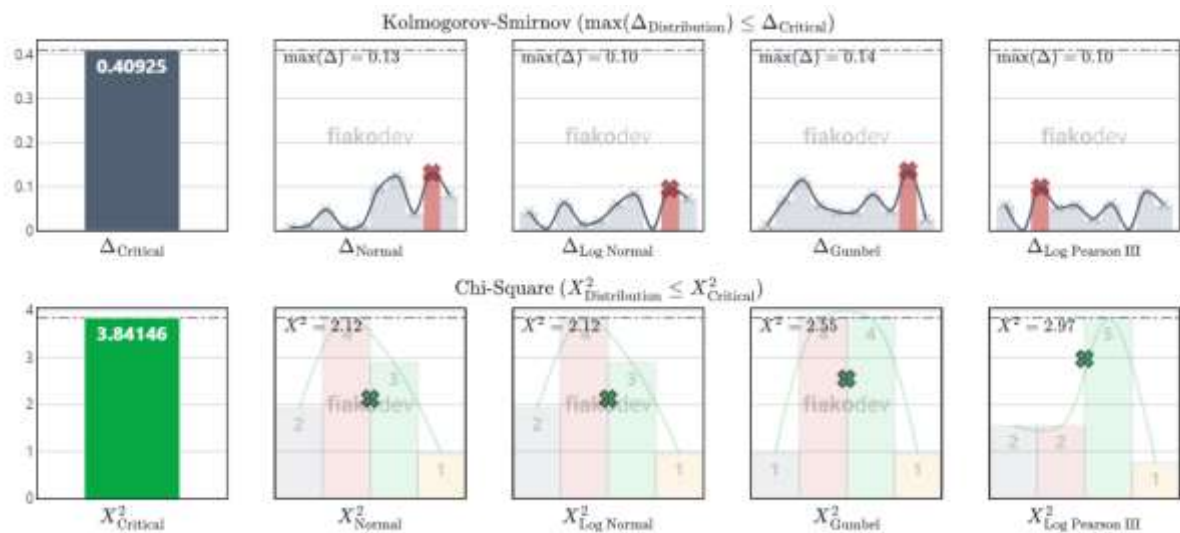 Kolmogorov-Smirnov (max(Δ_Distribution) ≤ Δ_Critical)
0.4
0.3
0.2
0.1
0
0.40925
max(Δ) = 0.13
max(Δ) = 0.10
max(Δ) = 0.14
max(Δ) = 0.10
fiakodev
fiakodev
fiakodev
fiakodev
Δ_Critical
Δ_Normal
Δ_Log Normal
Δ_Gumbel
Δ_Log Pearson III
Chi-Square (X²_Distribution ≤ X²_Critical)
4
3
2
1
0
3.84146
X² = 2.12
X² = 2.12
X² = 2.55
X² = 2.97
2
4
3
1
2
4
3
1
1
4
4
1
2
2
5
1
fiakodev
fiakodev
fiakodev
fiakodev
X²_Critical
X²_Normal
X²_Log Normal
X²_Gumbel
X²_Log Pearson III